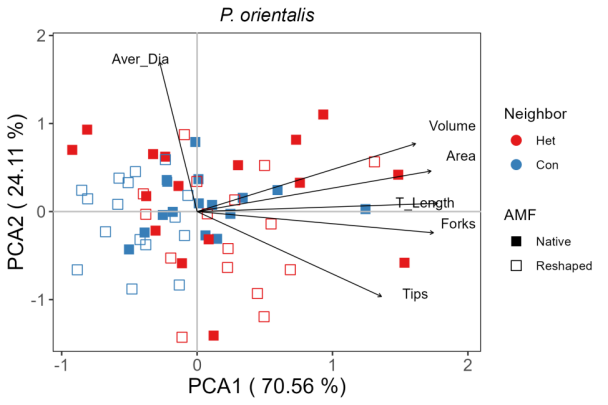 P. orientalis
PCA2 ( 24.11 %)
2
1
0
-1
Aver_Dia
Volume
Area
T_Length
Forks
Tips
-1
0
1
2
PCA1 ( 70.56 %)
Neighbor
Het
Con
AMF
Native
Reshaped